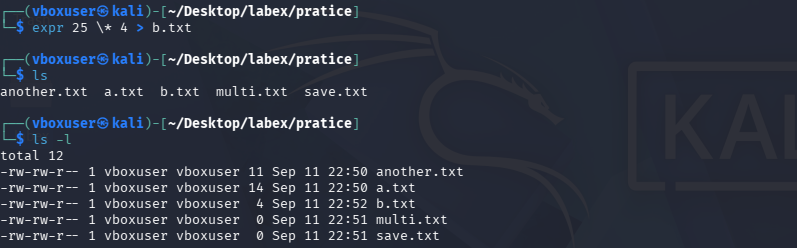 ┌──(vboxuser㉿kali)-[~/Desktop/labex/pratice]
└─$ expr 25 \* 4 > b.txt
┌──(vboxuser㉿kali)-[~/Desktop/labex/pratice]
└─$ ls
another.txt  a.txt  b.txt  multi.txt  save.txt
┌──(vboxuser㉿kali)-[~/Desktop/labex/pratice]
└─$ ls -l
total 12
-rw-rw-r-- 1 vboxuser vboxuser 11 Sep 11 22:50 another.txt
-rw-rw-r-- 1 vboxuser vboxuser 14 Sep 11 22:50 a.txt
-rw-rw-r-- 1 vboxuser vboxuser  4 Sep 11 22:52 b.txt
-rw-rw-r-- 1 vboxuser vboxuser  0 Sep 11 22:51 multi.txt
-rw-rw-r-- 1 vboxuser vboxuser  0 Sep 11 22:51 save.txt
KAL